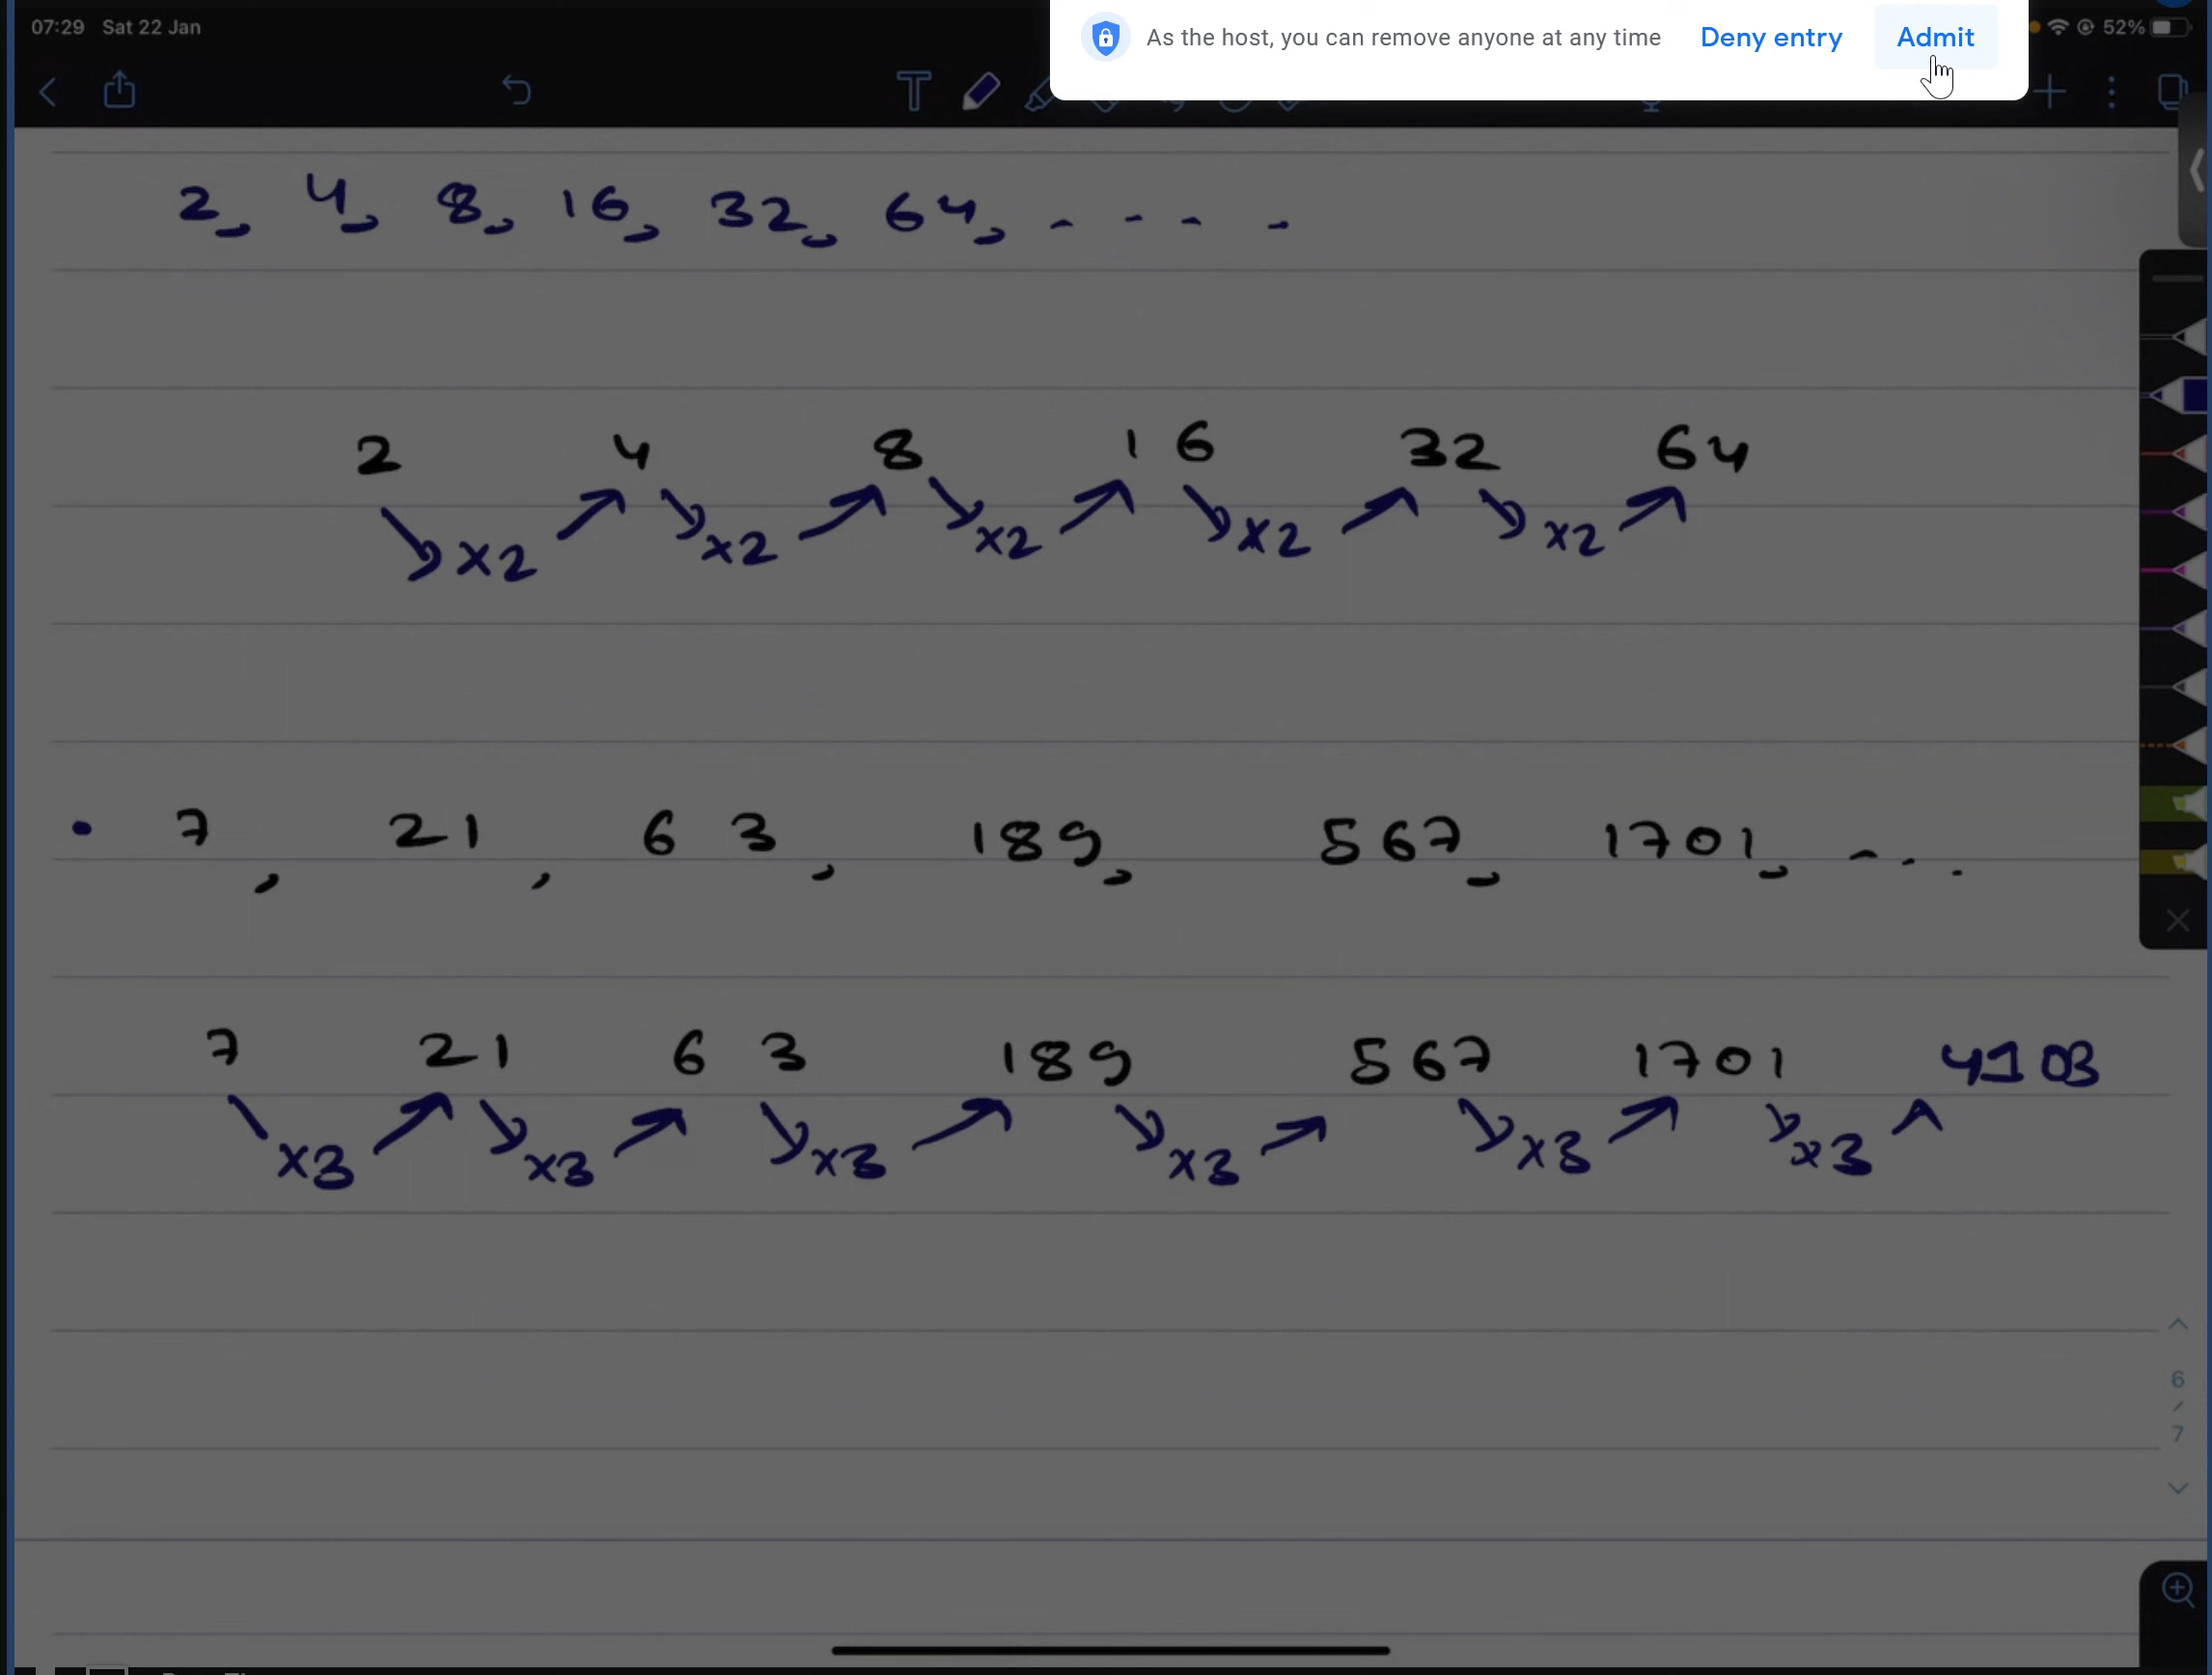 07:29 Sat 22 Jan
As the host, you can remove anyone at any time Deny entry Admit
52%
T
2, 4, 8, 16, 32, 64, - - - -
2 4 8 16 32 64
x2 x2 x2 x2 x2
• 7, 21, 63, 189, 567, 1701, - - -
7 21 63 189 567 1701 4103
x3 x3 x3 x3 x3 x3
6
/
7